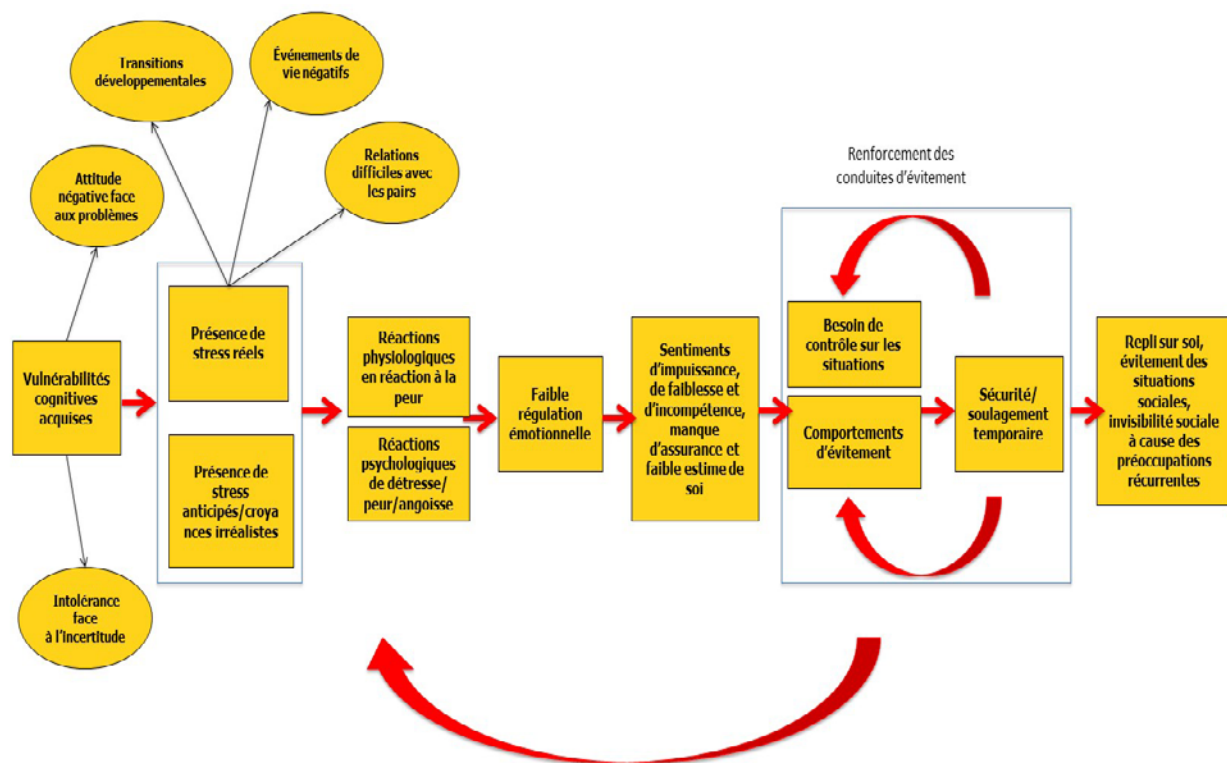 Transitions
développementales
Événements de
vie négatifs
Relations
difficiles avec
les pairs
Attitude
négative face
aux problèmes
Renforcement des
conduites d'évitement
Vulnérabilités
cognitives
acquises
Présence de
stress réels
Présence de
stress
anticipés/croya
nces irréalistes
Réactions
physiologiques
en réaction à la
peur
Réactions
psychologiques
de détresse/
peur/angoisse
Faible
régulation
émotionnelle
Sentiments
d'impuissance,
de faiblesse et
d'incompétence,
manque
d'assurance et
faible estime de
soi
Besoin de
contrôle sur les
situations
Comportements
d'évitement
Sécurité/
soulagement
temporaire
Repli sur soi,
évitement des
situations
sociales,
invisibilité sociale
à cause des
préoccupations
récurrentes
Intolérance
face
à l'incertitude